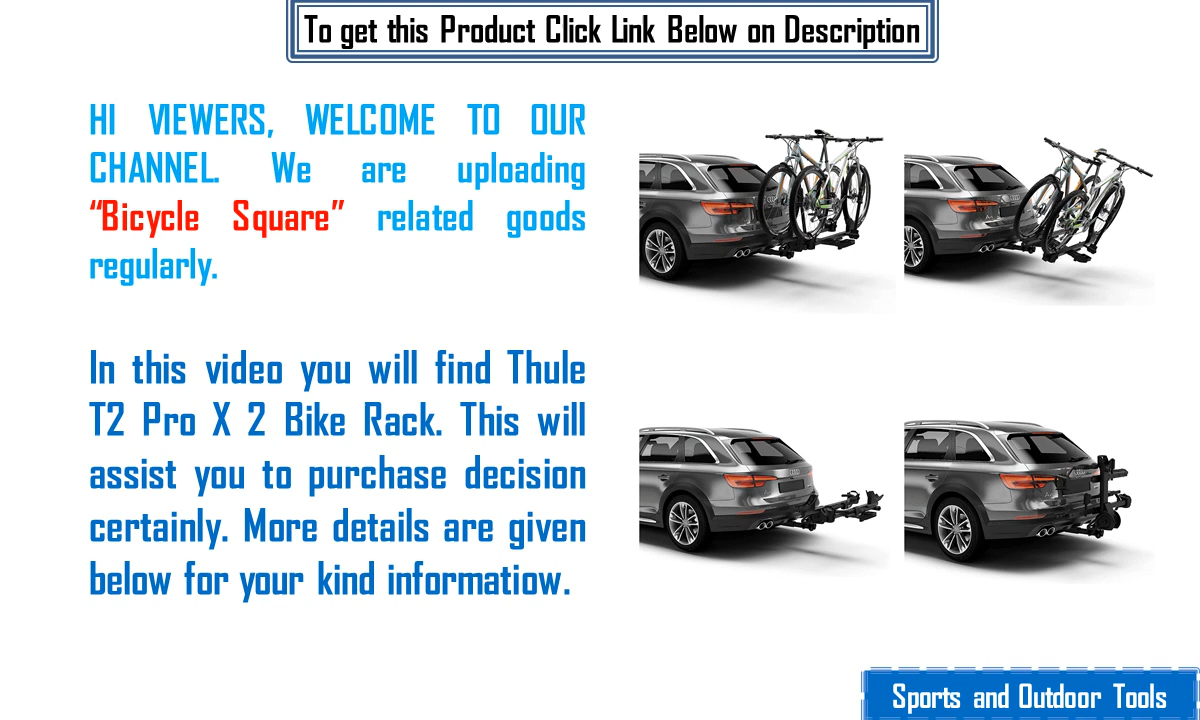 To get this Product Click Link Below on Description
HI VIEWERS, WELCOME TO OUR
CHANNEL. We are uploading
“Bicycle Square” related goods
regularly.
In this video you will find Thule
T2 Pro X 2 Bike Rack. This will
assist you to purchase decision
certainly. More details are given
below for your kind informatiow.
Sports and Outdoor Tools